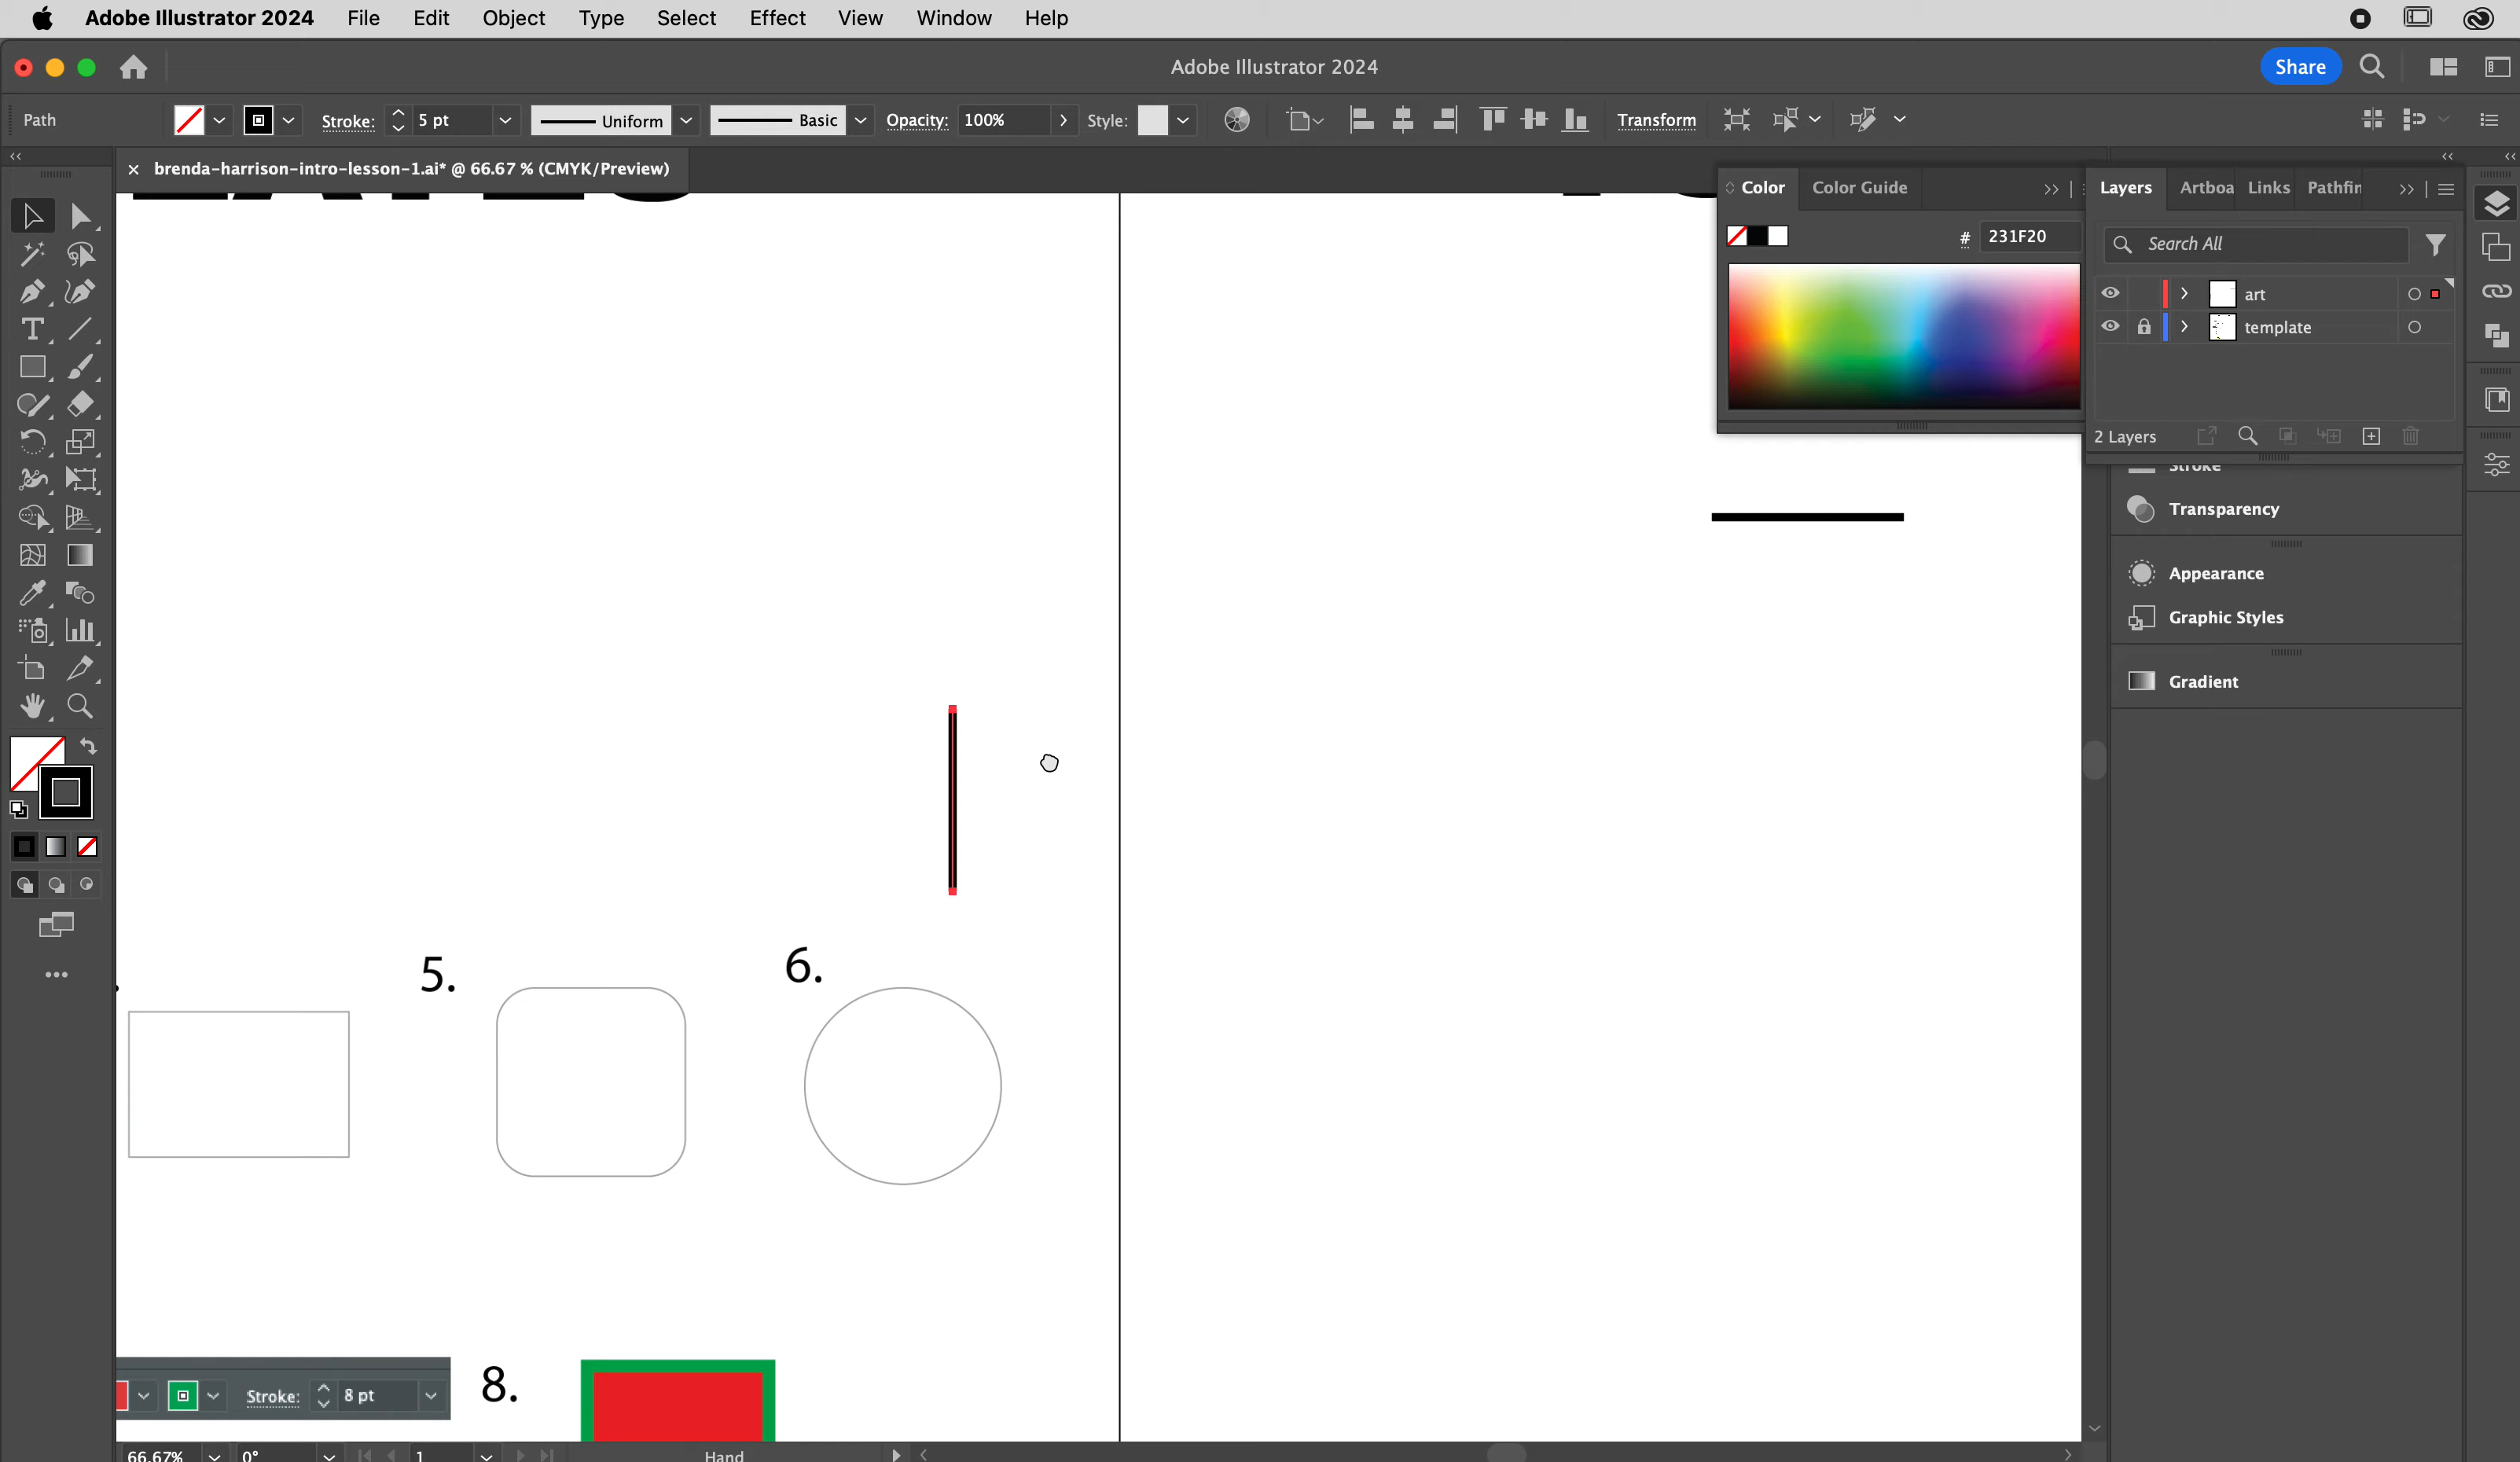 Adobe Illustrator 2024 File Edit Object Type Select Effect View Window Help
Adobe Illustrator 2024
Share
Path
Stroke: 5 pt
Uniform
Basic
Opacity: 100%
Style:
Transform
× brenda-harrison-intro-lesson-1.ai* @ 66.67 % (CMYK/Preview)
Color Color Guide
# 231F20
Layers Artboa Links Pathfin
Search All
art
template
2 Layers
Stroke
Transparency
Appearance
Graphic Styles
Gradient
5.
6.
Stroke: 8 pt
8.
66.67% 0° 1 Hand